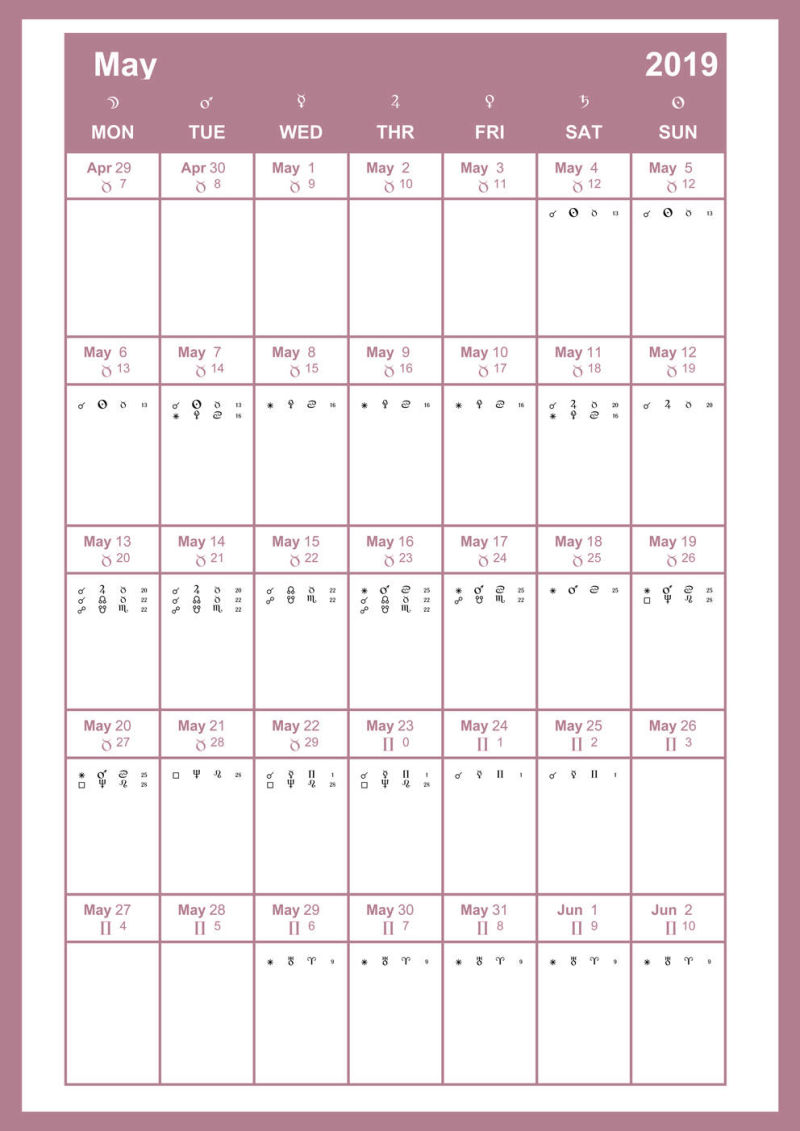 May 2019
☽ ♂ ☿ ♃ ♀ ♄ ☉
MON TUE WED THR FRI SAT SUN
Apr 29 Apr 30 May 1 May 2 May 3 May 4 May 5
♉ 7 ♉ 8 ♉ 9 ♉ 10 ♉ 11 ♉ 12 ♉ 12
☌ ☉ ♉ 13 ☌ ☉ ♉ 13
May 6 May 7 May 8 May 9 May 10 May 11 May 12
♉ 13 ♉ 14 ♉ 15 ♉ 16 ♉ 17 ♉ 18 ♉ 19
☌ ☉ ♉ 13 ☌ ☉ ♉ 13 ⚹ ⚴ ♋ 16 ⚹ ⚴ ♋ 16 ⚹ ⚴ ♋ 16 ☌ ♃ ♉ 20 ☌ ♃ ♉ 20
⚹ ⚴ ♋ 16 ⚹ ⚴ ♋ 16
May 13 May 14 May 15 May 16 May 17 May 18 May 19
♉ 20 ♉ 21 ♉ 22 ♉ 23 ♉ 24 ♉ 25 ♉ 26
☌ ♃ ♉ 20 ☌ ♃ ♉ 20 ☌ ☊ ♉ 22 ⚹ ♂ ♋ 25 ⚹ ♂ ♋ 25 ⚹ ♂ ♋ 25 ⚹ ♂ ♋ 25
☌ ☊ ♉ 22 ☌ ☊ ♉ 22 ☍ ☋ ♏ 22 ☌ ☊ ♉ 22 ☍ ☋ ♏ 22 □ ♆ ♌ 26
☍ ☋ ♏ 22 ☍ ☋ ♏ 22 ☍ ☋ ♏ 22
May 20 May 21 May 22 May 23 May 24 May 25 May 26
♉ 27 ♉ 28 ♉ 29 ♊ 0 ♊ 1 ♊ 2 ♊ 3
⚹ ♂ ♋ 25 □ ♆ ♌ 26 ☌ ☿ ♊ 1 ☌ ☿ ♊ 1 ☌ ☿ ♊ 1 ☌ ☿ ♊ 1
□ ♆ ♌ 26 □ ♆ ♌ 26 □ ♆ ♌ 26
May 27 May 28 May 29 May 30 May 31 Jun 1 Jun 2
♊ 4 ♊ 5 ♊ 6 ♊ 7 ♊ 8 ♊ 9 ♊ 10
⚹ ♅ ♈ 9 ⚹ ♅ ♈ 9 ⚹ ♅ ♈ 9 ⚹ ♅ ♈ 9 ⚹ ♅ ♈ 9